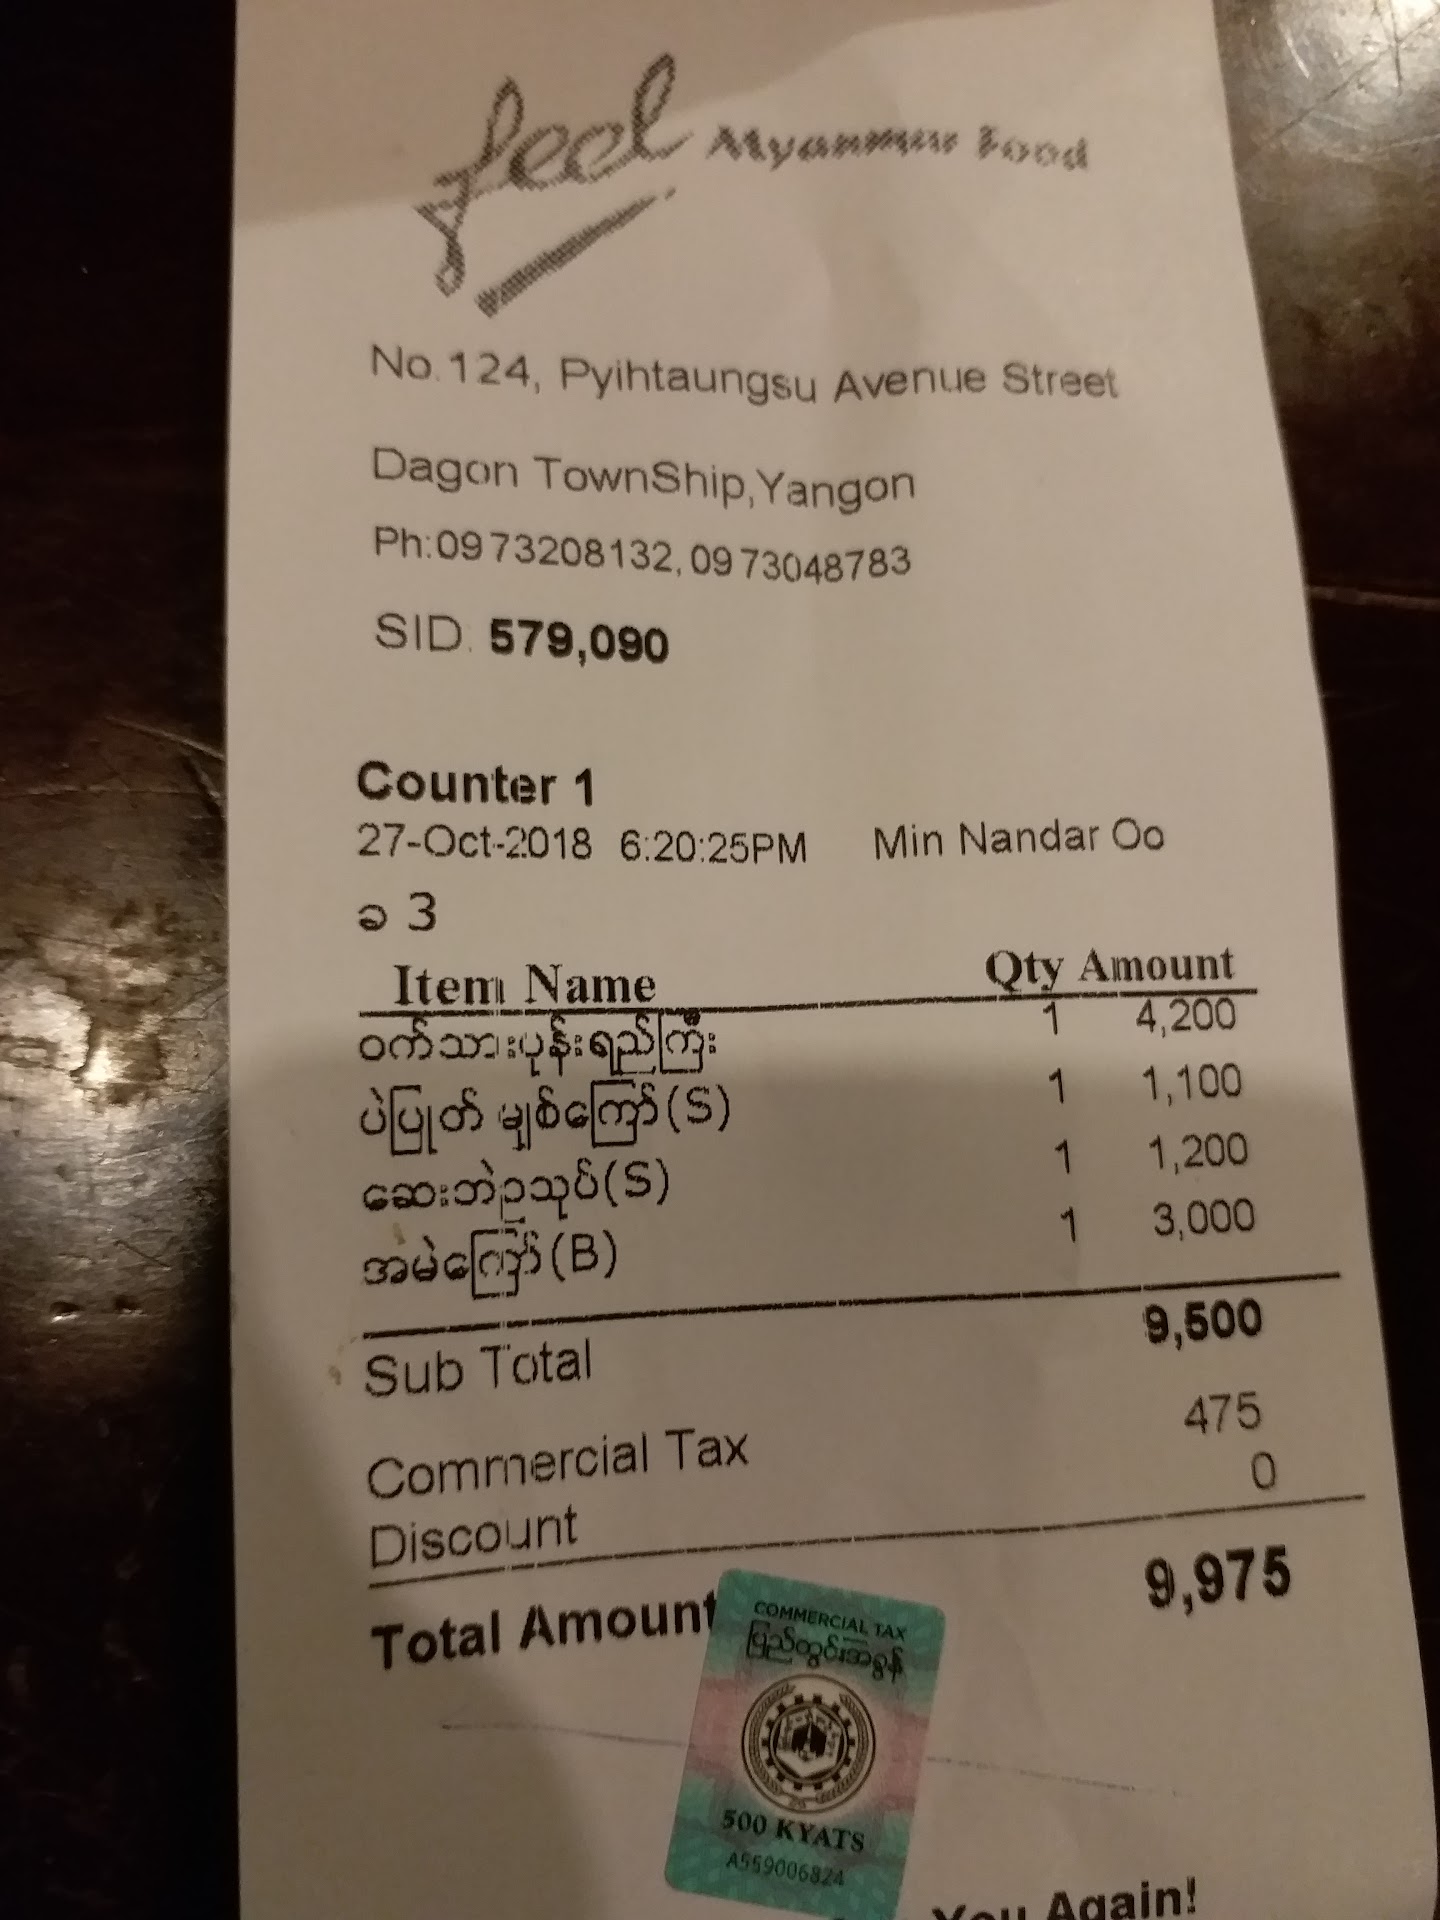 feel Myanmar Food
No.124, Pyihtaungsu Avenue Street
Dagon TownShip,Yangon
Ph:09 73208132, 09 73048783
SID. 579,090
Counter 1
27-Oct-2018 6:20:25PM Min Nandar Oo
ခ 3
Item Name Qty Amount
ဝက်သားပုန်းရည်ကြီး 1 4,200
ပဲပြုတ် မျှစ်ကြော်(S) 1 1,100
ဆေးဘဲဥသုပ်(S) 1 1,200
အမဲကြော်(B) 1 3,000
Sub Total 9,500
Commercial Tax 475
Discount 0
Total Amount 9,975
COMMERCIAL TAX
ပြည်တွင်းအခွန်
500 KYATS
A559006824
You Again!